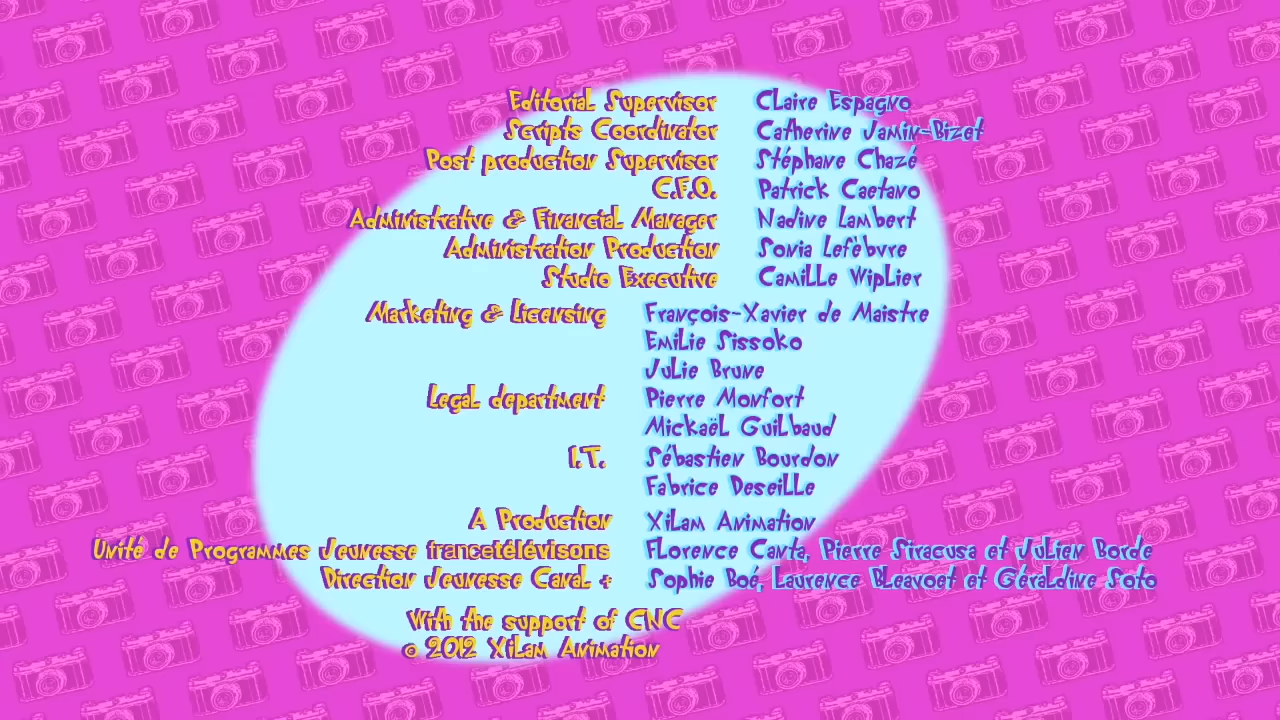 Editorial Supervisor Claire Espagno
Scripts Coordinator Catherine Jamin-Bizet
Post production Supervisor Stéphane Chazé
C.F.O. Patrick Caetano
Administrative & Financial Manager Nadine Lambert
Administration Production Sonia Lefèbvre
Studio Executive Camille Wiplier
Marketing & Licensing François-Xavier de Maistre
Emilie Sissoko
Julie Brune
Legal department Pierre Monfort
Mickaël Guilbaud
I.T. Sébastien Bourdon
Fabrice Deseille
A Production Xilam Animation
Unité de Programmes Jeunesse francetélévisons Florence Canta, Pierre Siracusa et Julien Borde
Direction Jeunesse Canal + Sophie Boé, Laurence Bleavoet et Géraldine Soto
With the support of CNC
© 2012 Xilam Animation